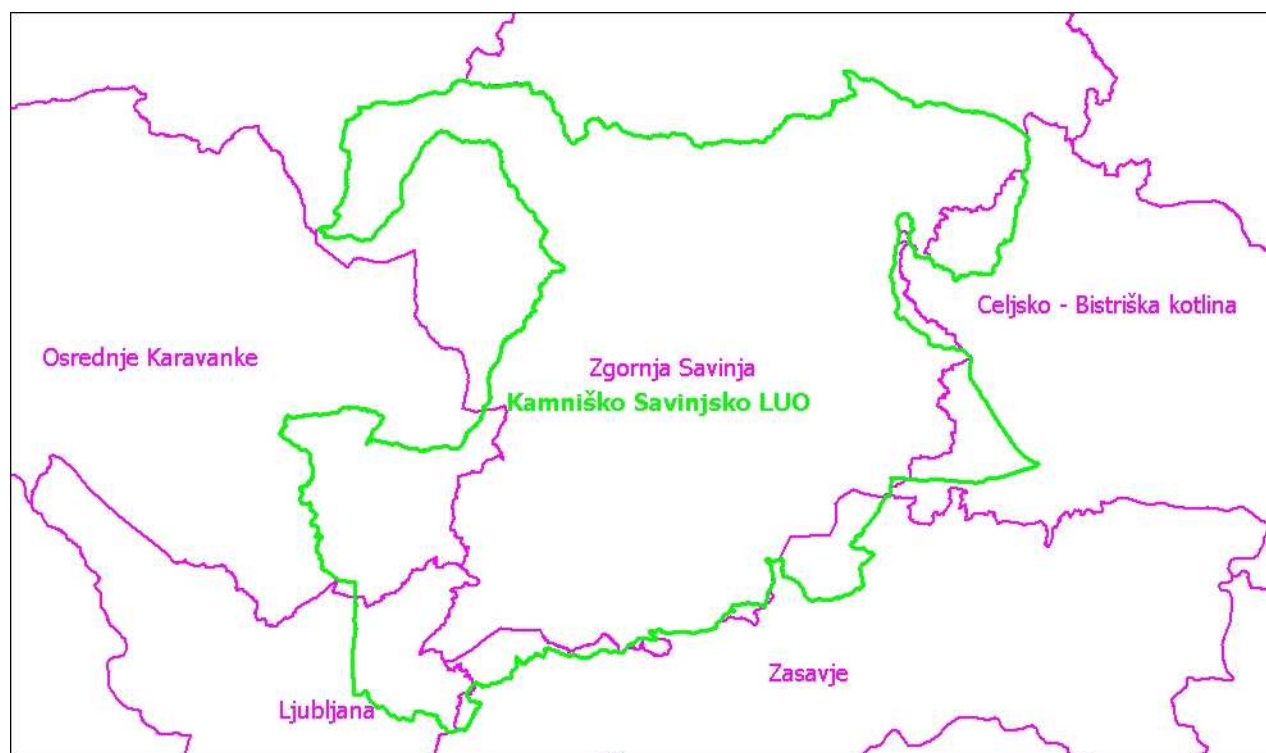 Celjsko - Bistriška kotlina
Osrednje Karavanke
Zgornja Savinja
Kamniško Savinjsko LUO
Zasavje
Ljubljana